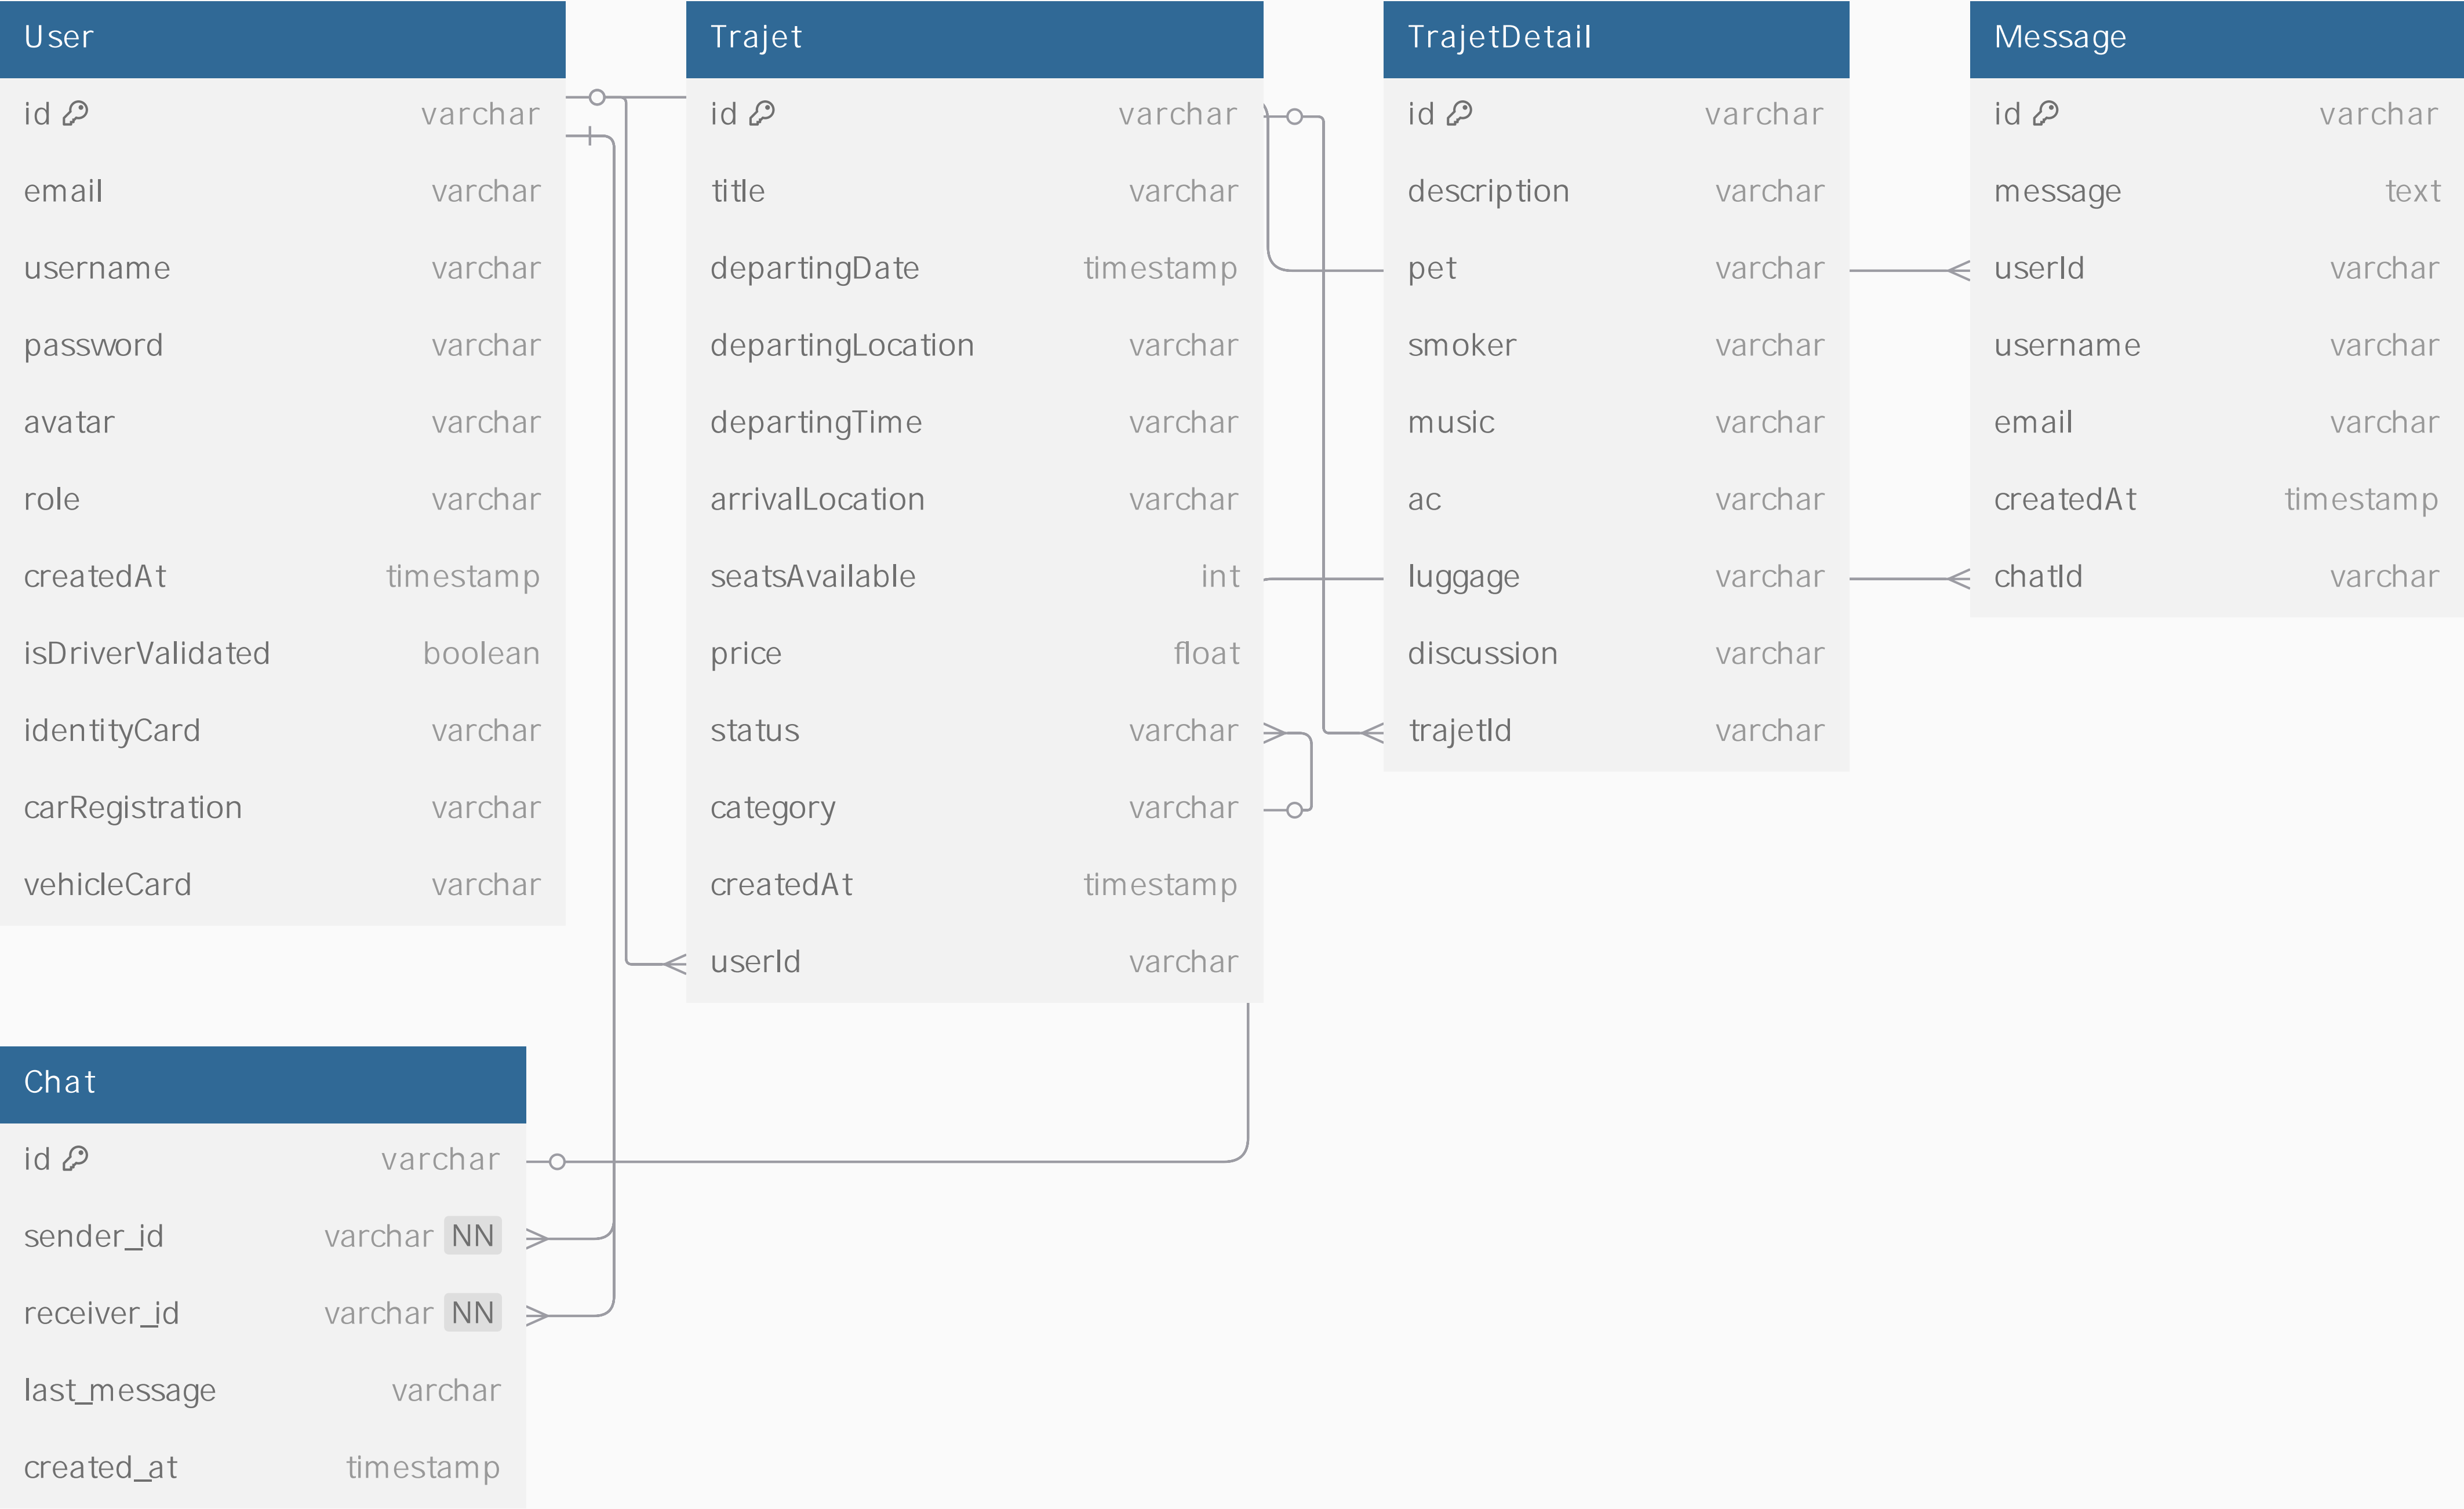 User
id varchar
email varchar
username varchar
password varchar
avatar varchar
role varchar
createdAt timestamp
isDriverValidated boolean
identityCard varchar
carRegistration varchar
vehicleCard varchar
Trajet
id varchar
title varchar
departingDate timestamp
departingLocation varchar
departingTime varchar
arrivalLocation varchar
seatsAvailable int
price float
status varchar
category varchar
createdAt timestamp
userId varchar
TrajetDetail
id varchar
description varchar
pet varchar
smoker varchar
music varchar
ac varchar
luggage varchar
discussion varchar
trajetId varchar
Message
id varchar
message text
userId varchar
username varchar
email varchar
createdAt timestamp
chatId varchar
Chat
id varchar
sender_id varchar NN
receiver_id varchar NN
last_message varchar
created_at timestamp